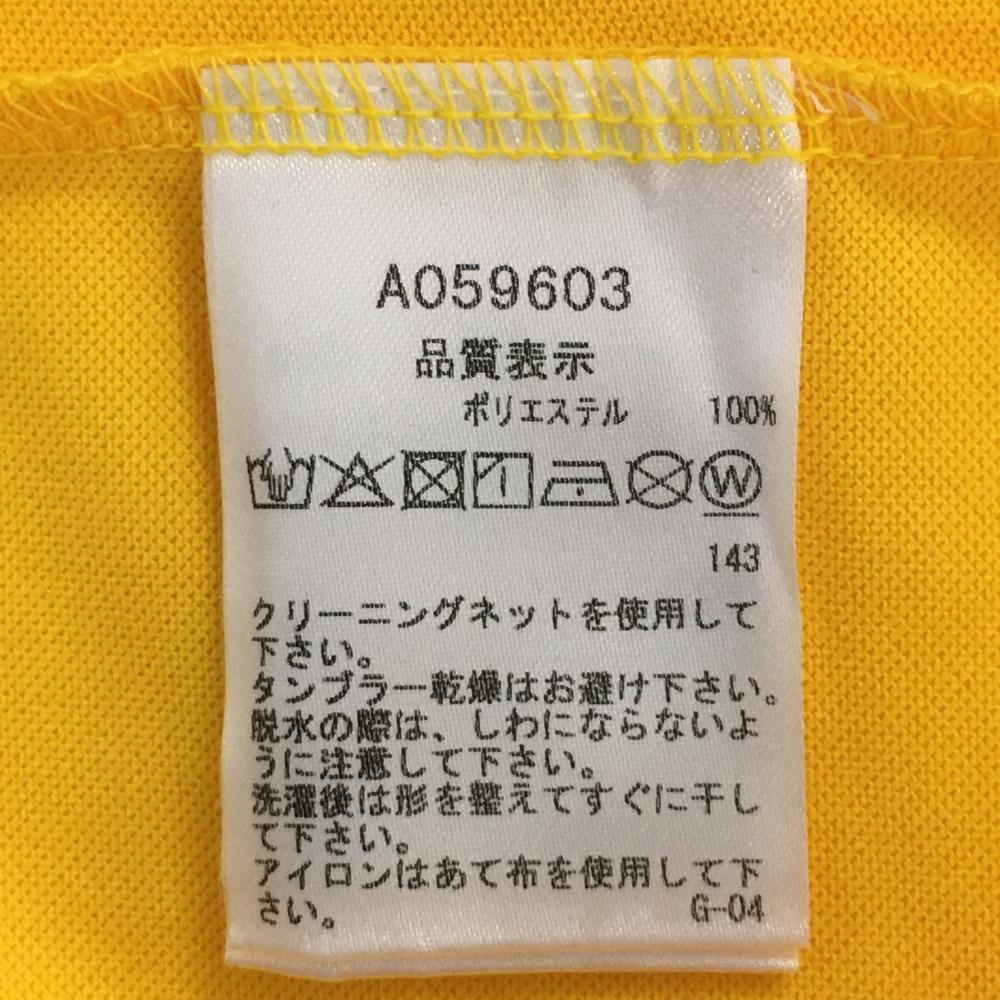 A059603
品質表示
ポリエステル 100%
W
143
クリーニングネットを使用して
下さい。
タンブラー乾燥はお避け下さい。
脱水の際は、しわにならないよ
うに注意して下さい。
洗濯後は形を整えてすぐに干し
て下さい。
アイロンはあて布を使用して下
さい。 G-04